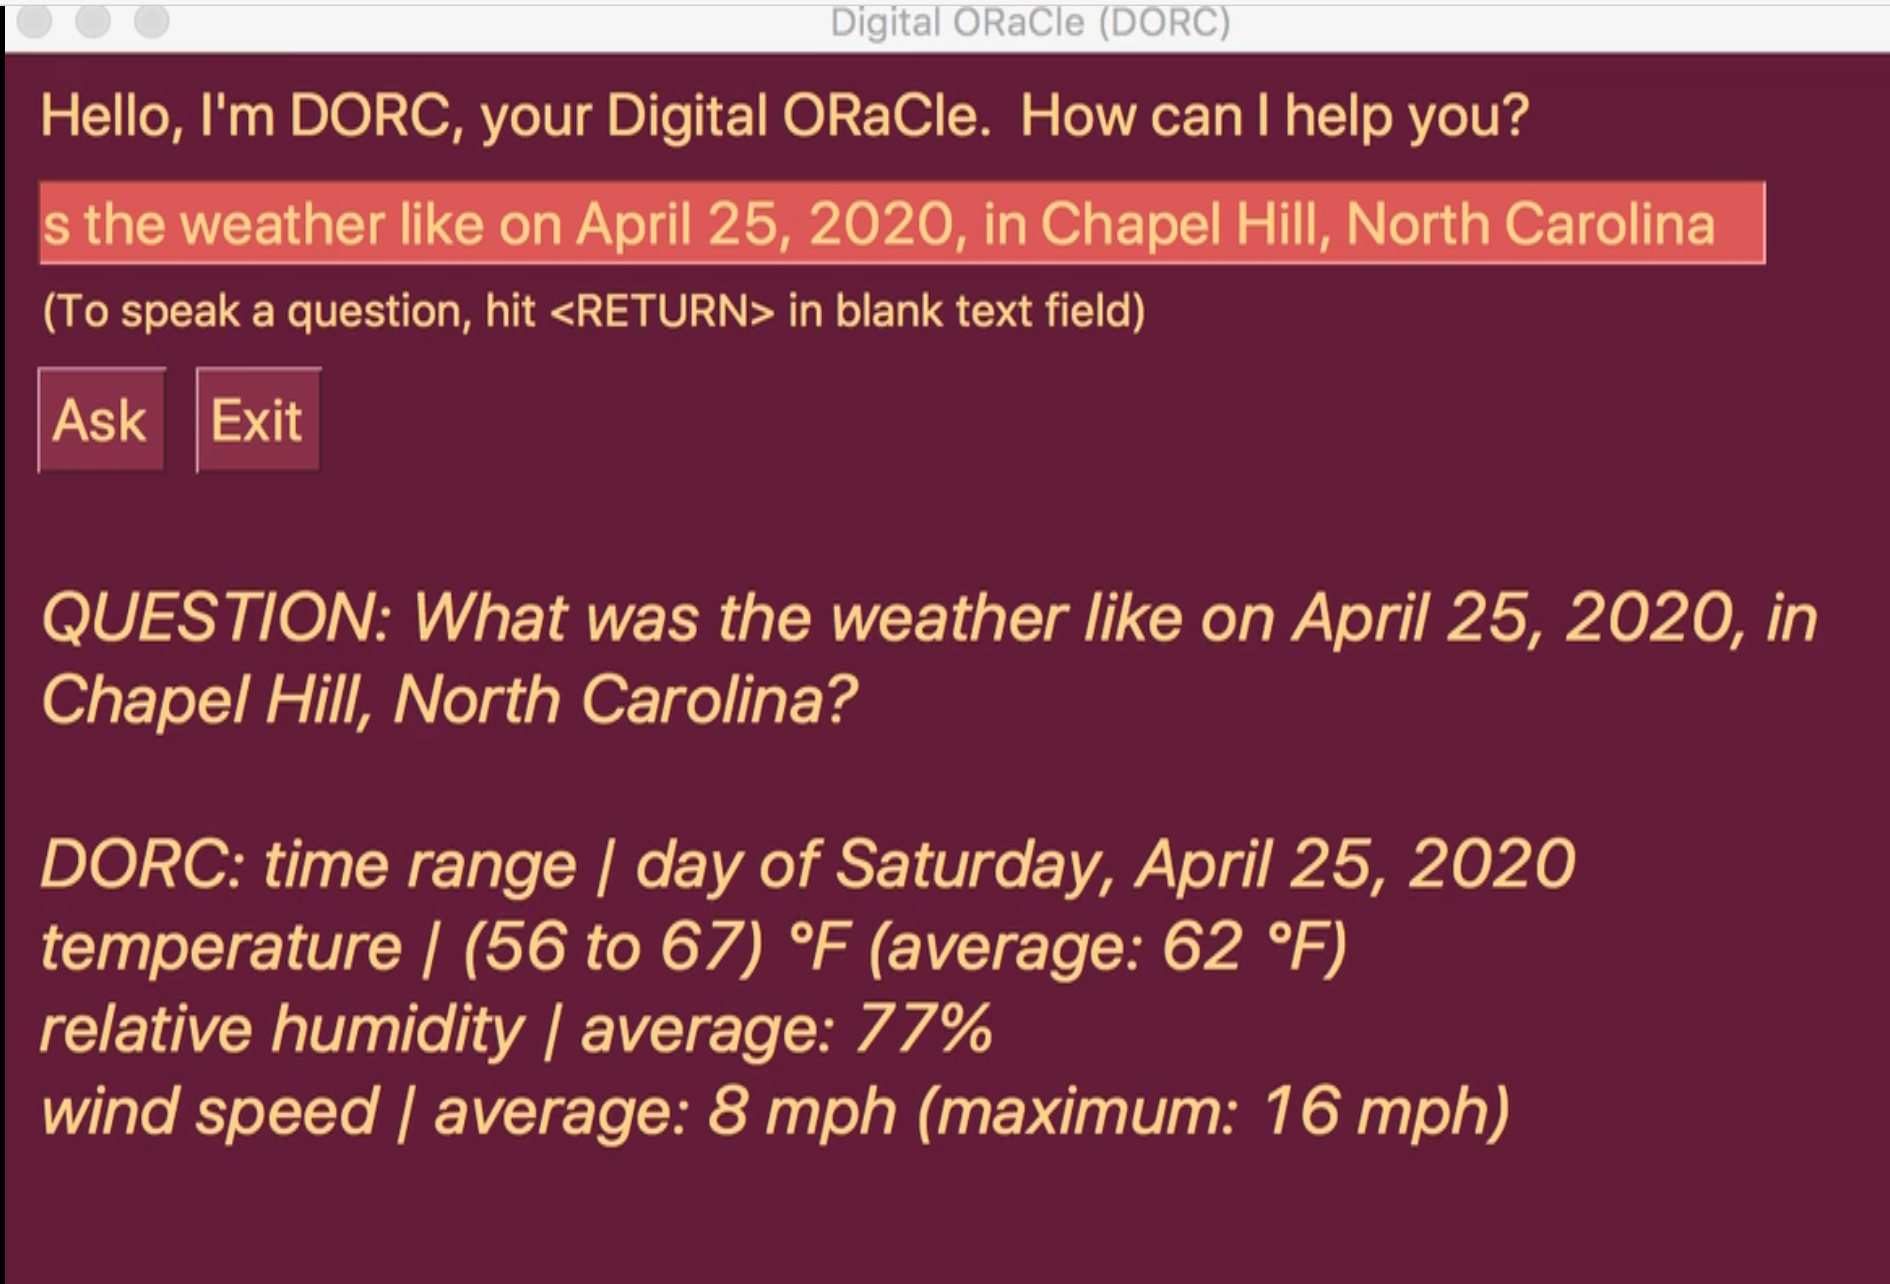 Digital ORaCle (DORC)
Hello, I'm DORC, your Digital ORaCle.  How can I help you?
s the weather like on April 25, 2020, in Chapel Hill, North Carolina
(To speak a question, hit <RETURN> in blank text field)
Ask Exit
QUESTION: What was the weather like on April 25, 2020, in
Chapel Hill, North Carolina?
DORC: time range | day of Saturday, April 25, 2020
temperature | (56 to 67) °F (average: 62 °F)
relative humidity | average: 77%
wind speed | average: 8 mph (maximum: 16 mph)